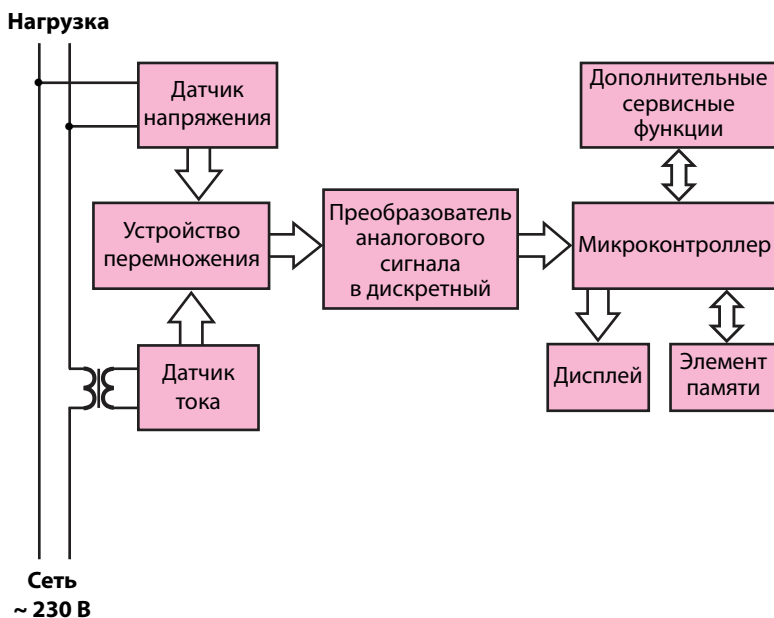 Нагрузка
Датчик
напряжения
Дополнительные
сервисные
функции
Устройство
перемножения
Преобразователь
аналогового
сигнала
в дискретный
Микроконтроллер
Датчик
тока
Дисплей
Элемент
памяти
Сеть
~ 230 В